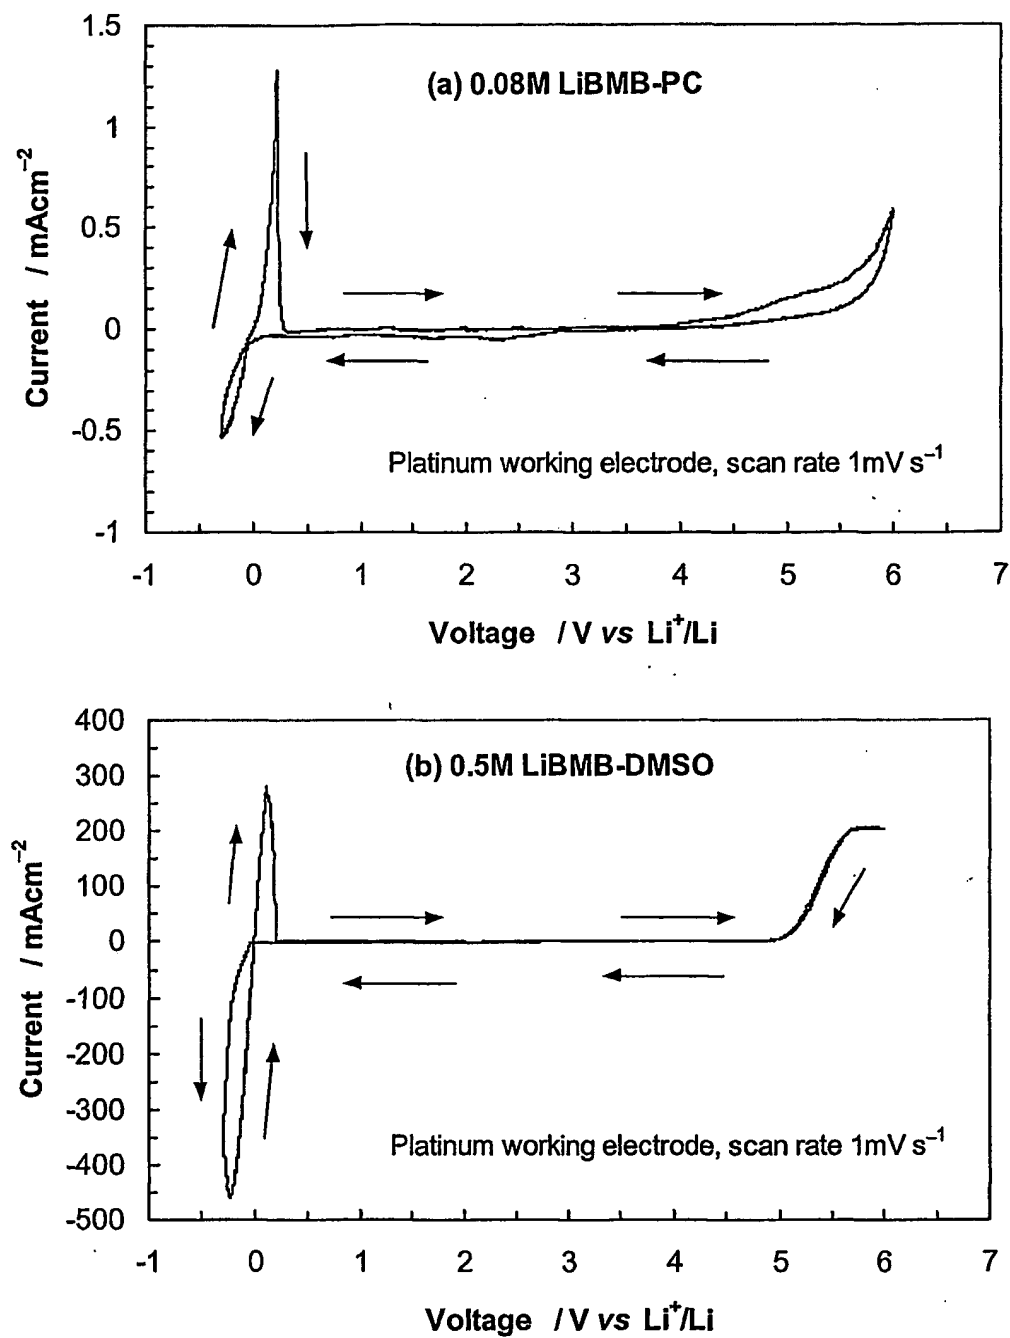 1.5
(a) 0.08M LiBMB-PC
1
0.5
0
-0.5
-1
Current / mAcm⁻²
Platinum working electrode, scan rate 1mV s⁻¹
-1 0 1 2 3 4 5 6 7
Voltage / V vs Li⁺/Li
400
(b) 0.5M LiBMB-DMSO
300
200
100
0
-100
-200
-300
-400
-500
Current / mAcm⁻²
Platinum working electrode, scan rate 1mV s⁻¹
-1 0 1 2 3 4 5 6 7
Voltage / V vs Li⁺/Li